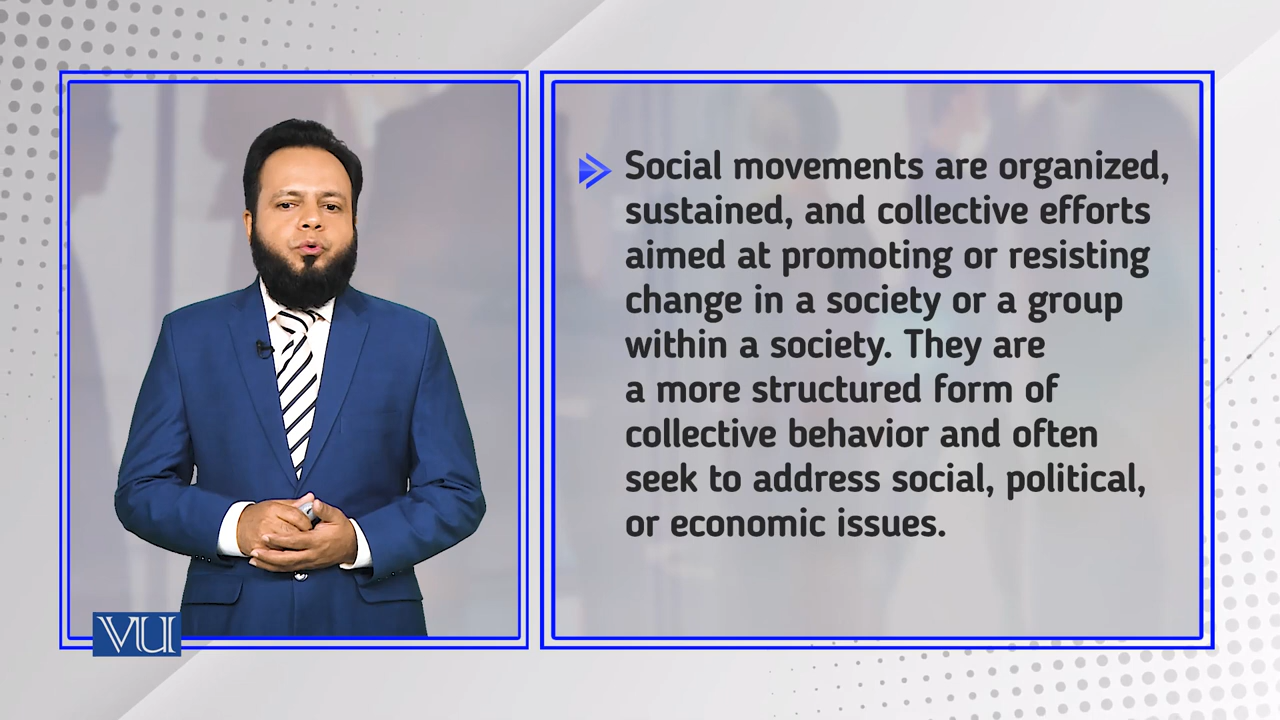 Social movements are organized,
sustained, and collective efforts
aimed at promoting or resisting
change in a society or a group
within a society. They are
a more structured form of
collective behavior and often
seek to address social, political,
or economic issues.
VU